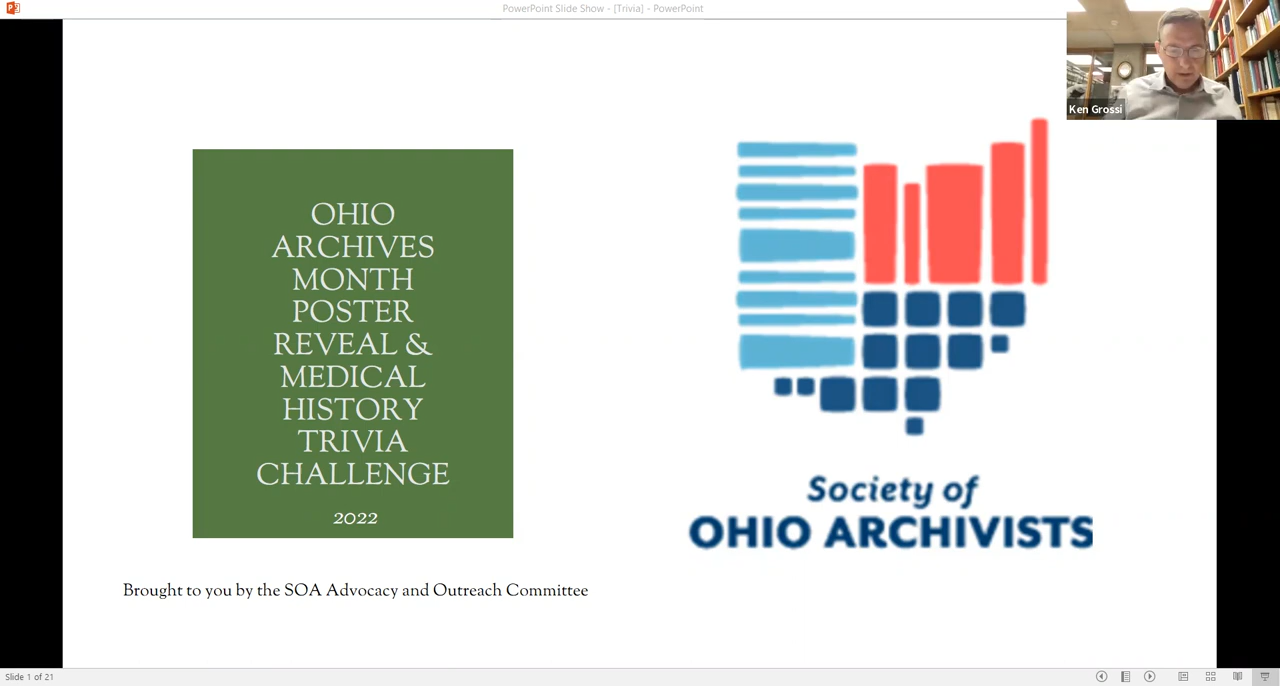 PowerPoint Slide Show - [Trivia] - PowerPoint
Ken Grossi
OHIO
ARCHIVES
MONTH
POSTER
REVEAL &
MEDICAL
HISTORY
TRIVIA
CHALLENGE
2022
Society of
OHIO ARCHIVISTS
Brought to you by the SOA Advocacy and Outreach Committee
Slide 1 of 21